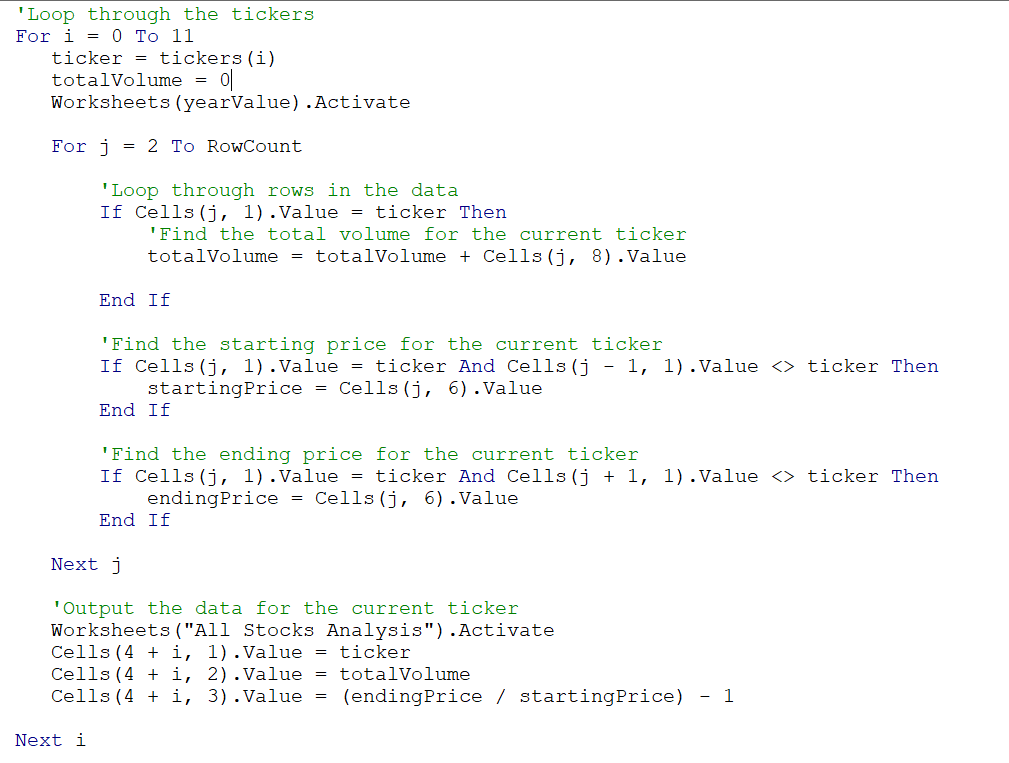 'Loop through the tickers
For i = 0 To 11
ticker = tickers(i)
totalVolume = 0
Worksheets(yearValue).Activate
For j = 2 To RowCount
'Loop through rows in the data
If Cells(j, 1).Value = ticker Then
'Find the total volume for the current ticker
totalVolume = totalVolume + Cells(j, 8).Value
End If
'Find the starting price for the current ticker
If Cells(j, 1).Value = ticker And Cells(j - 1, 1).Value <> ticker Then
startingPrice = Cells(j, 6).Value
End If
'Find the ending price for the current ticker
If Cells(j, 1).Value = ticker And Cells(j + 1, 1).Value <> ticker Then
endingPrice = Cells(j, 6).Value
End If
Next j
'Output the data for the current ticker
Worksheets("All Stocks Analysis").Activate
Cells(4 + i, 1).Value = ticker
Cells(4 + i, 2).Value = totalVolume
Cells(4 + i, 3).Value = (endingPrice / startingPrice) - 1
Next i